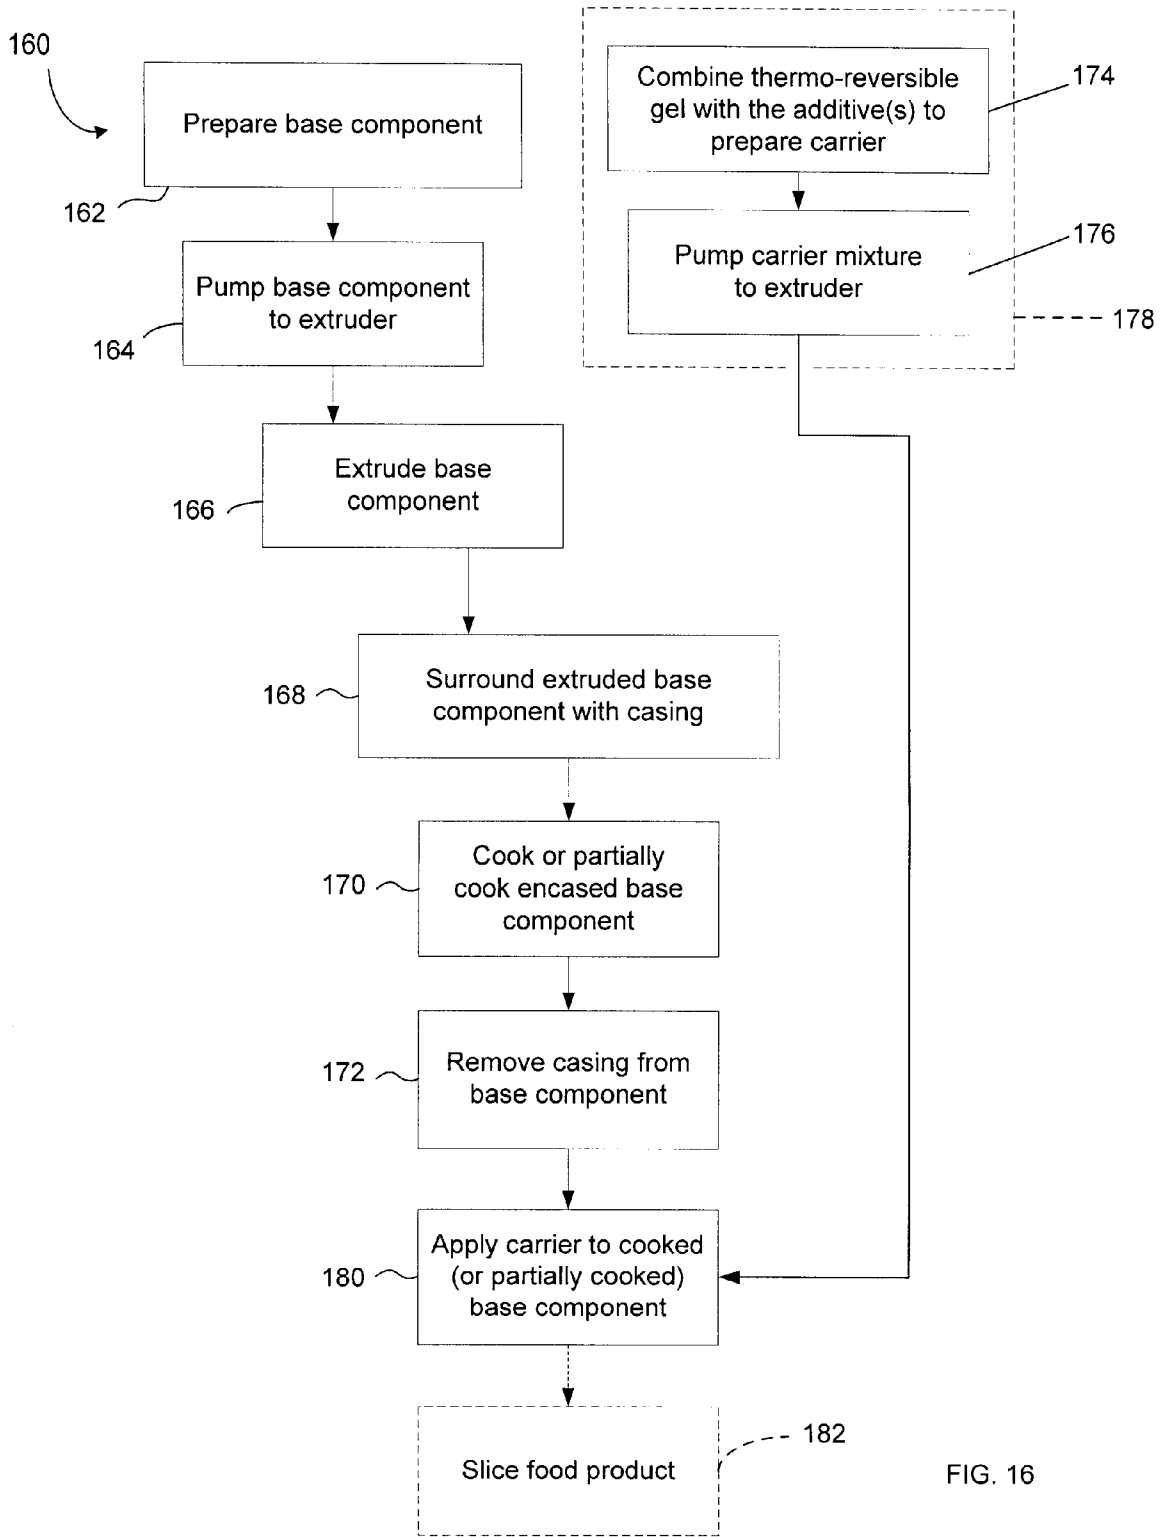 160
Prepare base component
162
Combine thermo-reversible
gel with the additive(s) to
prepare carrier
174
Pump base component
to extruder
164
Pump carrier mixture
to extruder
176
178
Extrude base
component
166
Surround extruded base
component with casing
168
Cook or partially
cook encased base
component
170
Remove casing from
base component
172
Apply carrier to cooked
(or partially cooked)
base component
180
Slice food product
182
FIG. 16